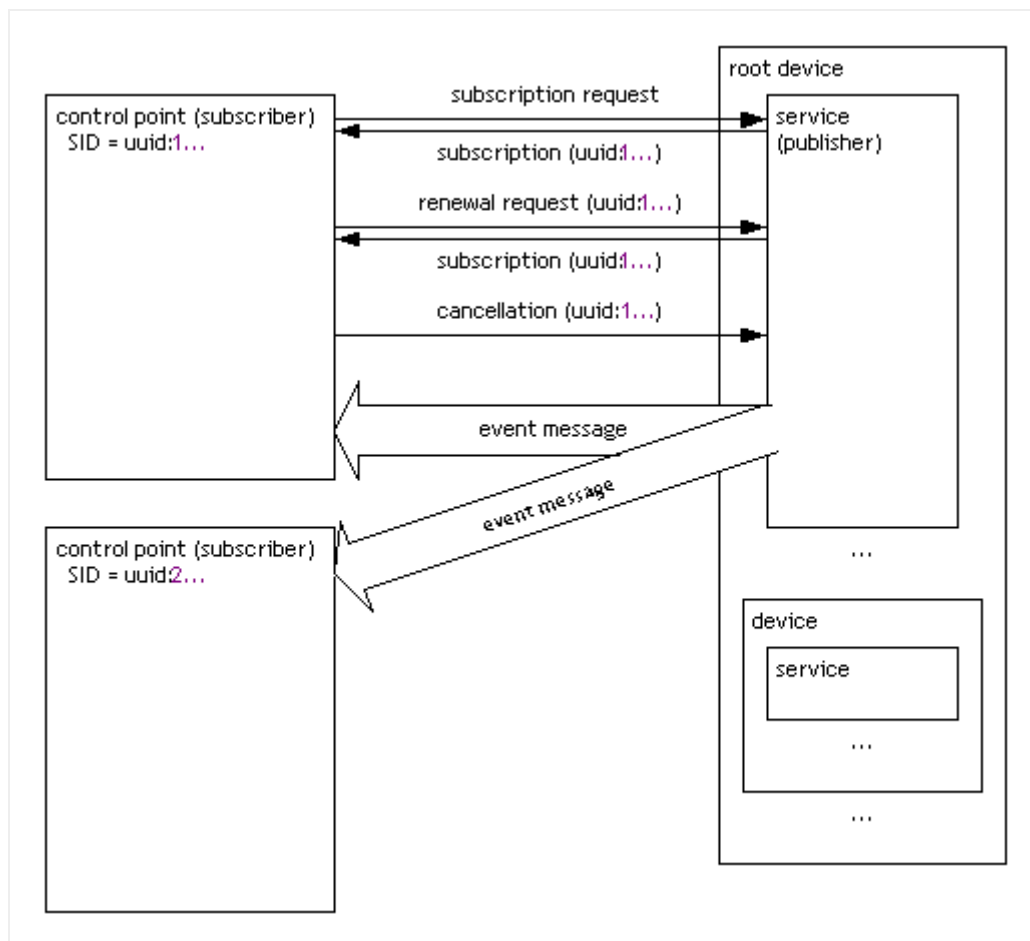 root device
subscription request
control point (subscriber)
SID = uuid:1...
service
(publisher)
subscription (uuid:1...)
renewal request (uuid:1...)
subscription (uuid:1...)
cancellation (uuid:1...)
event message
event message
control point (subscriber)
SID = uuid:2...
...
device
service
...
...